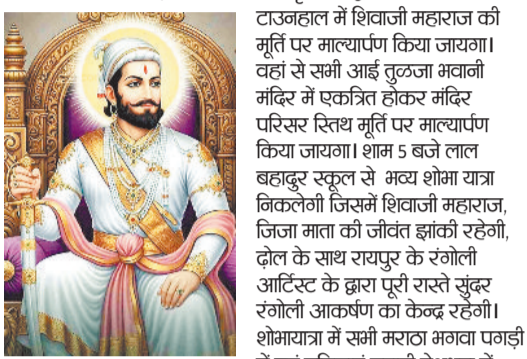 टाउनहाल में शिवाजी महाराज की
मूर्ति पर माल्यार्पण किया जायगा।
वहां से सभी आई तुळजा भवानी
मंदिर में एकत्रित होकर मंदिर
परिसर स्तिथ मूर्ति पर माल्यार्पण
किया जायगा। शाम 5 बजे लाल
बहादुर स्कूल से भव्य शोभा यात्रा
निकलेगी जिसमें शिवाजी महाराज,
जिजा माता की जीवंत झांकी रहेगी,
ढ़ोल के साथ रायपुर के रंगोली
आर्टिस्ट के द्वारा पूरी रास्ते सुंदर
रंगोली आकर्षण का केन्द्र रहेगी।
शोभायात्रा में सभी मराठा भगवा पगड़ी